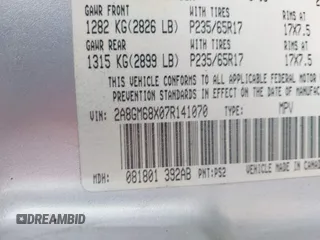 GAWR FRONT WITH TIRES RIMS AT
1282 KG(2826 LB) P235/65R17 17X7.5
GAWR REAR WITH TIRES RIMS AT
1315 KG(2899 LB) P235/65R17 17X7.5
THIS VEHICLE CONFORMS TO ALL APPLICABLE FEDERAL MOTOR
PREVENTION STANDARDS IN EFFECT ON THE DATE OF
VIN: 2A8GM68X07R141070 TYPE: MPV
VEHICLE MADE IN CANADA
MDH: 081801 392AB PNT:PS2
DREAMBID